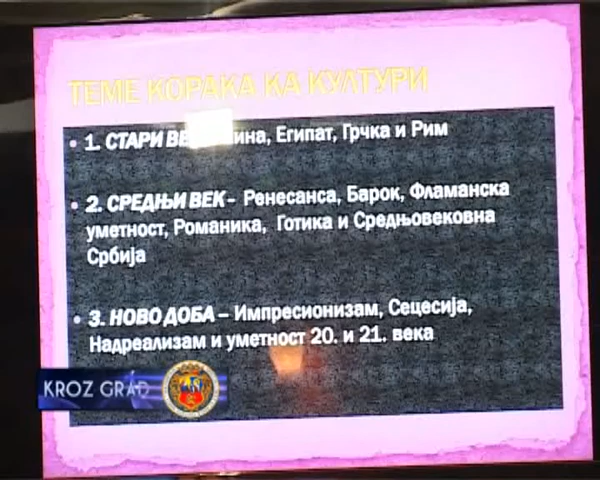 ТЕМЕ КОРАКА КА КУЛТУРИ
• 1. СТАРИ Египат, Грчка и Рим
• 2. СРЕДЊИ ВЕК – Ренесанса, Барок, Фламанска
уметност, Романика, Готика и Средњовековна
Србија
• 3. НОВО ДОБА – Импресионизам, Сецесија,
Надреализам и уметност 20. и 21. века
KROZ GRAD